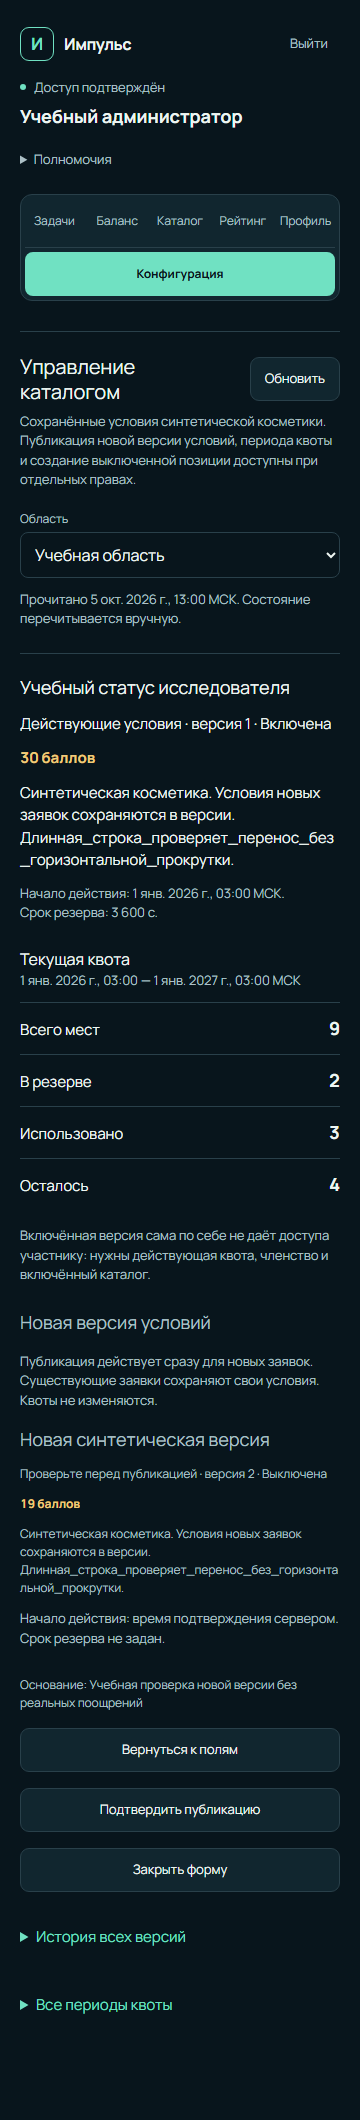 И Импульс Выйти
Доступ подтверждён
Учебный администратор
Полномочия
Задачи Баланс Каталог Рейтинг Профиль
Конфигурация
Управление
каталогом
Обновить
Сохранённые условия синтетической косметики.
Публикация новой версии условий, периода квоты
и создание выключенной позиции доступны при
отдельных правах.
Область
Учебная область
Прочитано 5 окт. 2026 г., 13:00 МСК. Состояние
перечитывается вручную.
Учебный статус исследователя
Действующие условия · версия 1 · Включена
30 баллов
Синтетическая косметика. Условия новых
заявок сохраняются в версии.
Длинная_строка_проверяет_перенос_без
_горизонтальной_прокрутки.
Начало действия: 1 янв. 2026 г., 03:00 МСК.
Срок резерва: 3 600 с.
Текущая квота
1 янв. 2026 г., 03:00 — 1 янв. 2027 г., 03:00 МСК
Всего мест 9
В резерве 2
Использовано 3
Осталось 4
Включённая версия сама по себе не даёт доступа
участнику: нужны действующая квота, членство и
включённый каталог.
Новая версия условий
Публикация действует сразу для новых заявок.
Существующие заявки сохраняют свои условия.
Квоты не изменяются.
Новая синтетическая версия
Проверьте перед публикацией · версия 2 · Выключена
19 баллов
Синтетическая косметика. Условия новых заявок
сохраняются в версии.
Длинная_строка_проверяет_перенос_без_горизонта
льной_прокрутки.
Начало действия: время подтверждения сервером.
Срок резерва не задан.
Основание: Учебная проверка новой версии без
реальных поощрений
Вернуться к полям
Подтвердить публикацию
Закрыть форму
История всех версий
Все периоды квоты